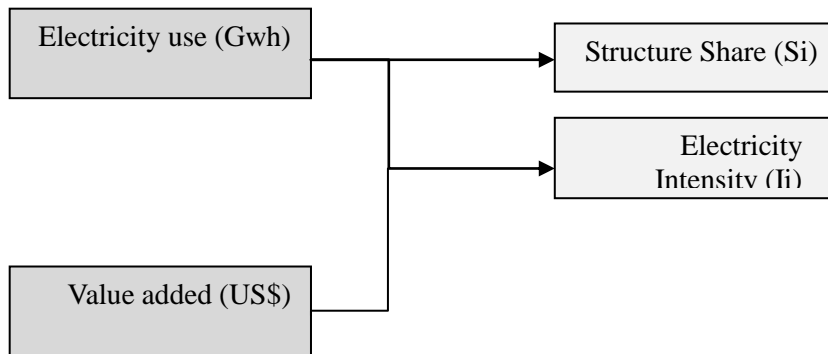 Electricity use (Gwh)
Structure Share (Si)
Electricity
Intensity (Ii)
Value added (US$)